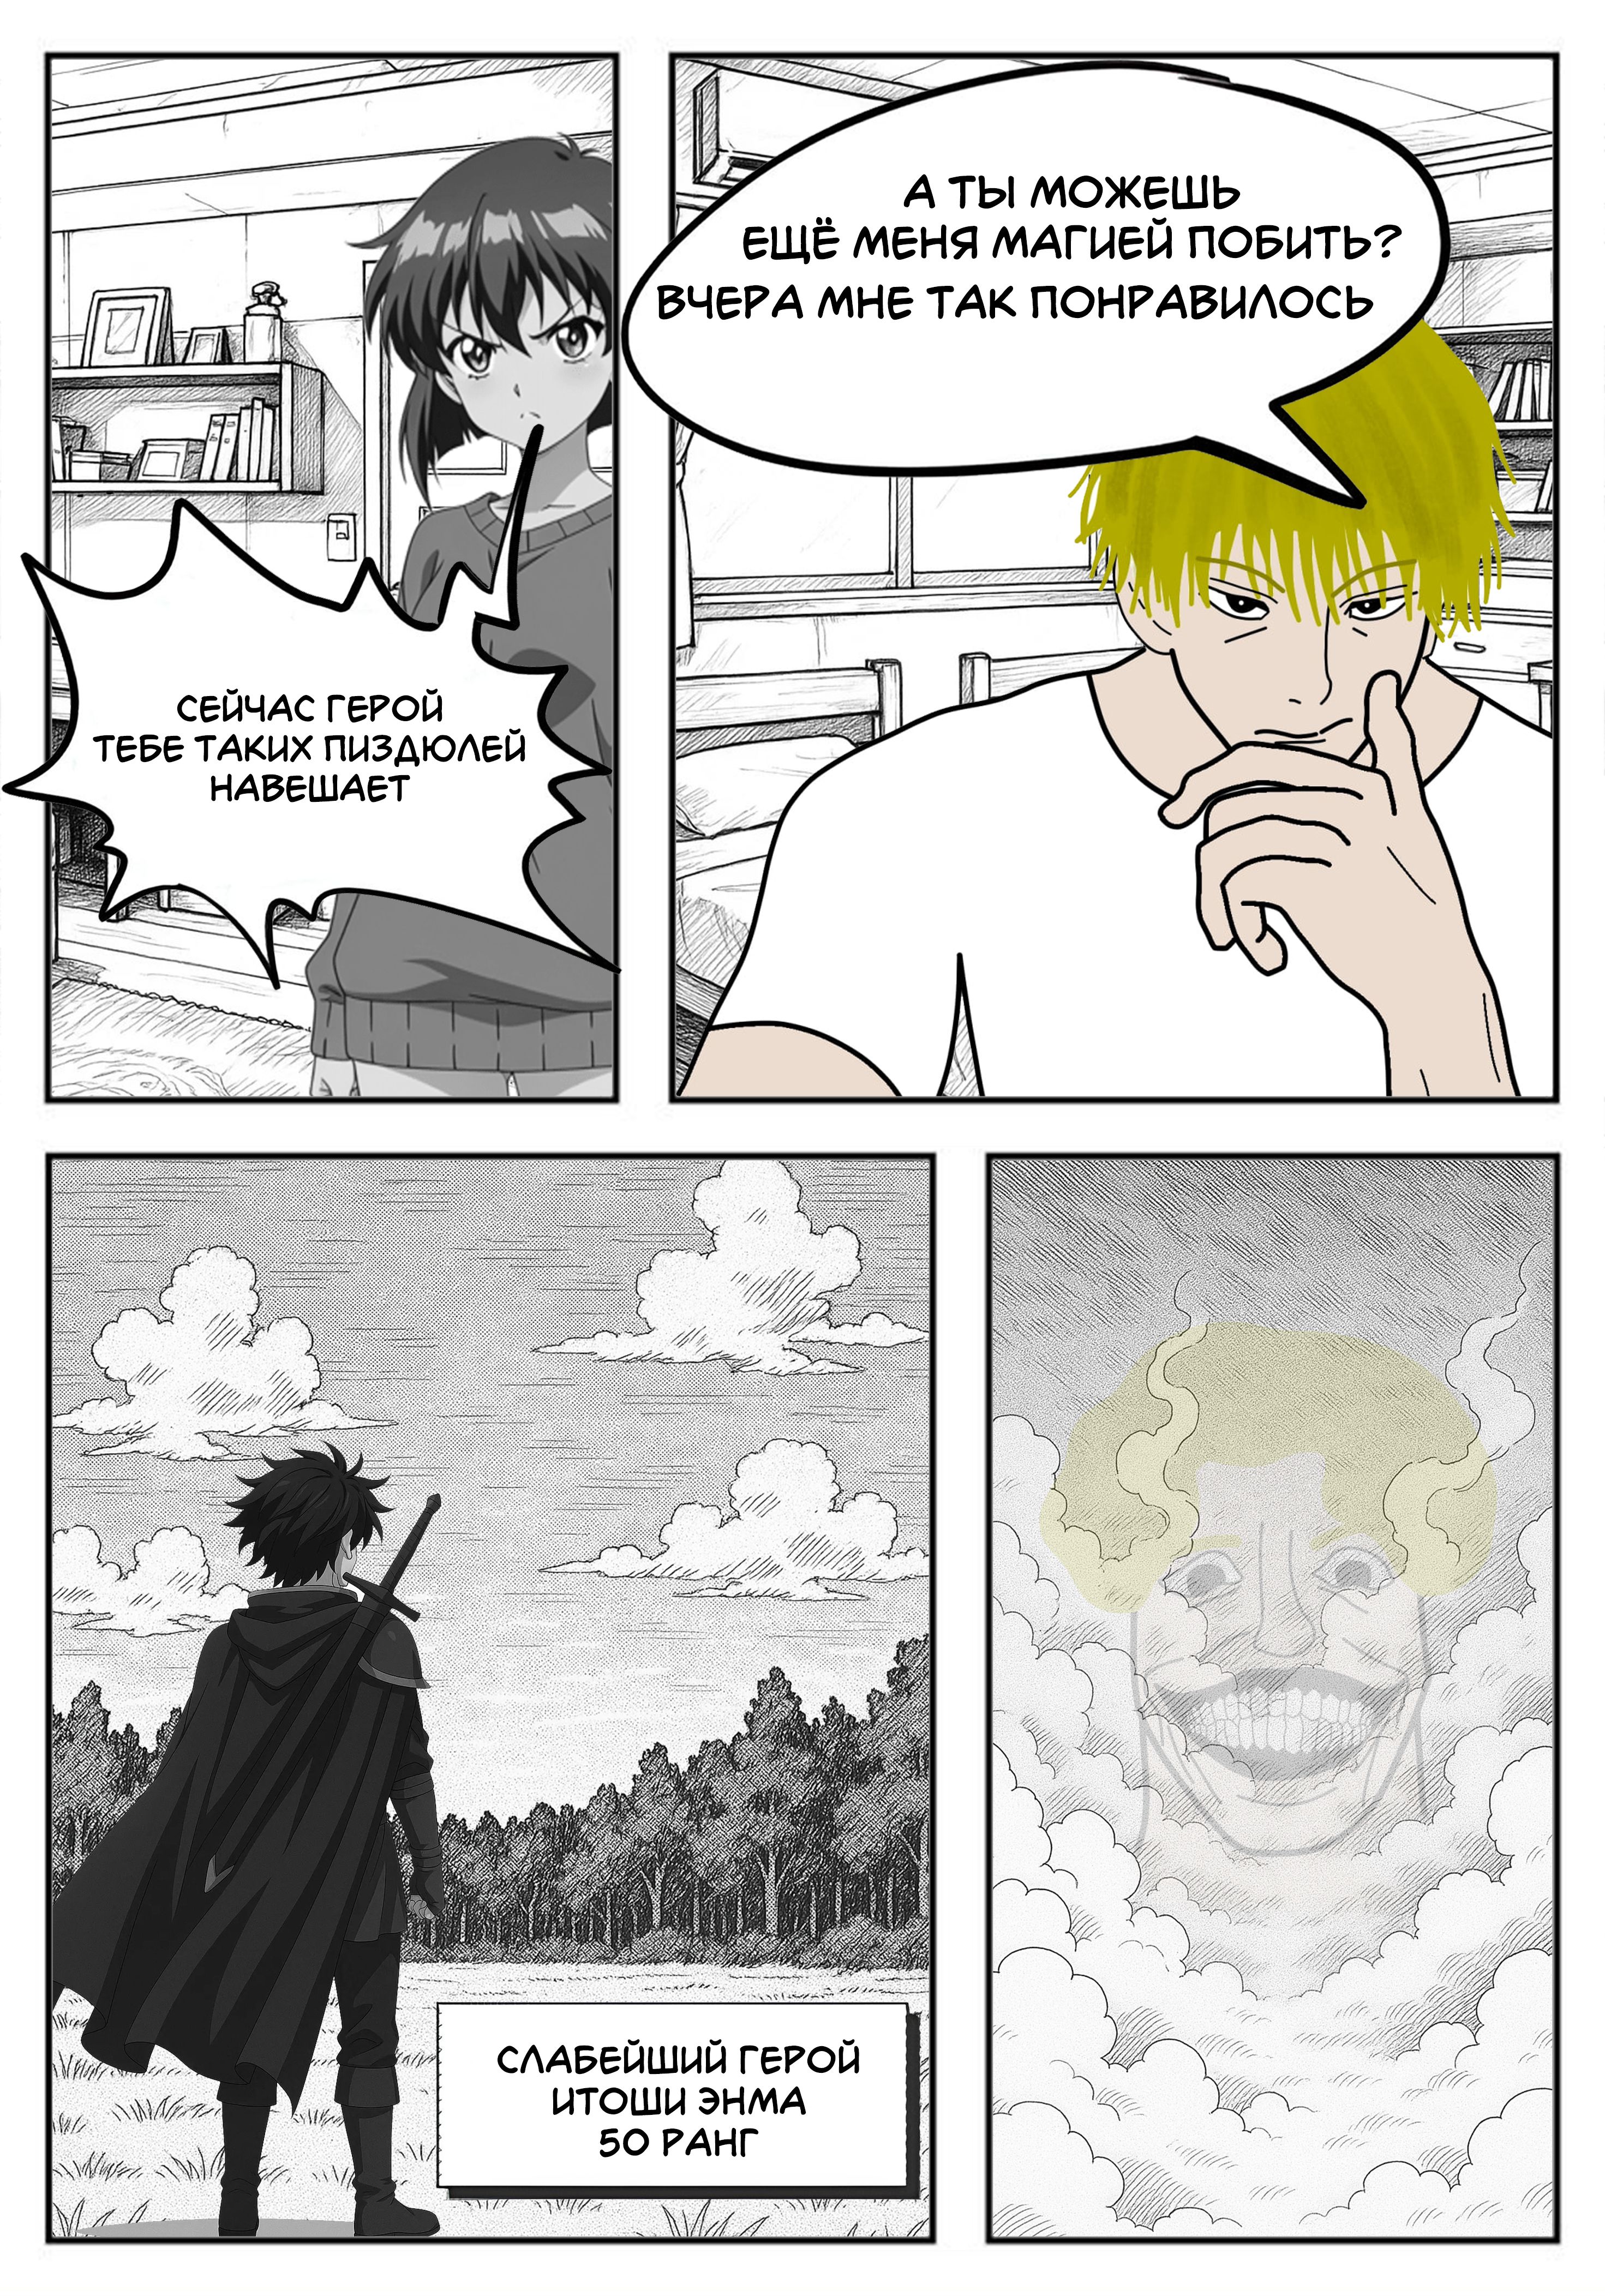 СЕЙЧАС ГЕРОЙ
ТЕБЕ ТАКИХ ПИЗДЮЛЕЙ
НАВЕШАЕТ
А ТЫ МОЖЕШЬ
ЕЩЁ МЕНЯ МАГИЕЙ ПОБИТЬ?
ВЧЕРА МНЕ ТАК ПОНРАВИЛОСЬ
СЛАБЕЙШИЙ ГЕРОЙ
ИТОШИ ЭНМА
50 РАНГ